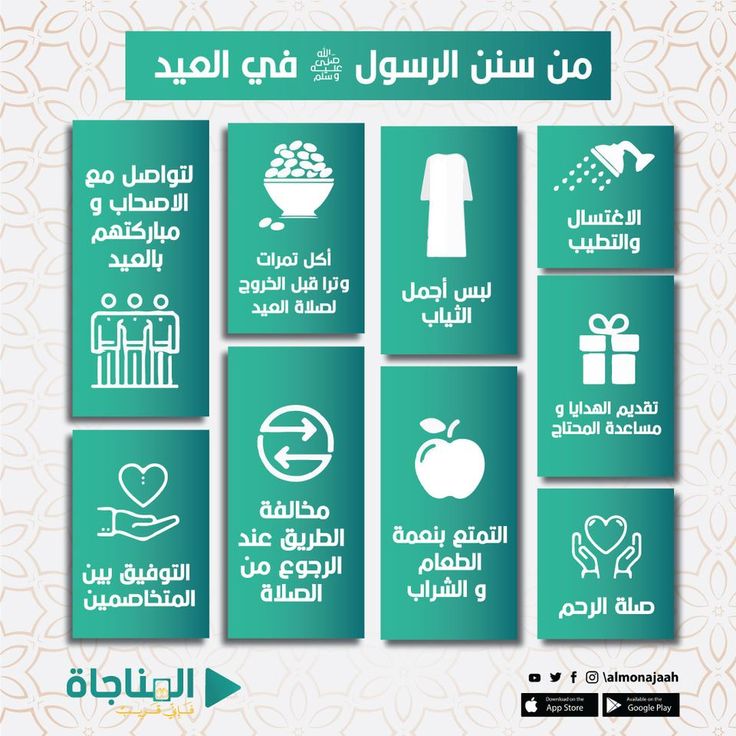 من سنن الرسول ﷺ في العيد
الاغتسال
والتطيب
لبس أجمل
الثياب
أكل تمرات
وترا قبل الخروج
لصلاة العيد
لتواصل مع
الاصحاب و
مباركتهم
بالعيد
تقديم الهدايا و
مساعدة المحتاج
التمتع بنعمة
الطعام
و الشراب
مخالفة
الطريق عند
الرجوع من
الصلاة
التوفيق بين
المتخاصمين
صلة الرحم
المناجاة
فإني قريب
\almonajaah
Download on the
App Store
Available on the
Google Play